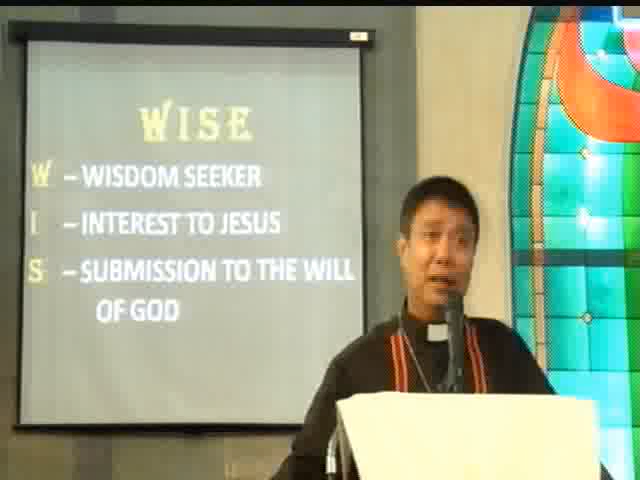 WISE
W – WISDOM SEEKER
I – INTEREST TO JESUS
S – SUBMISSION TO THE WILL
OF GOD